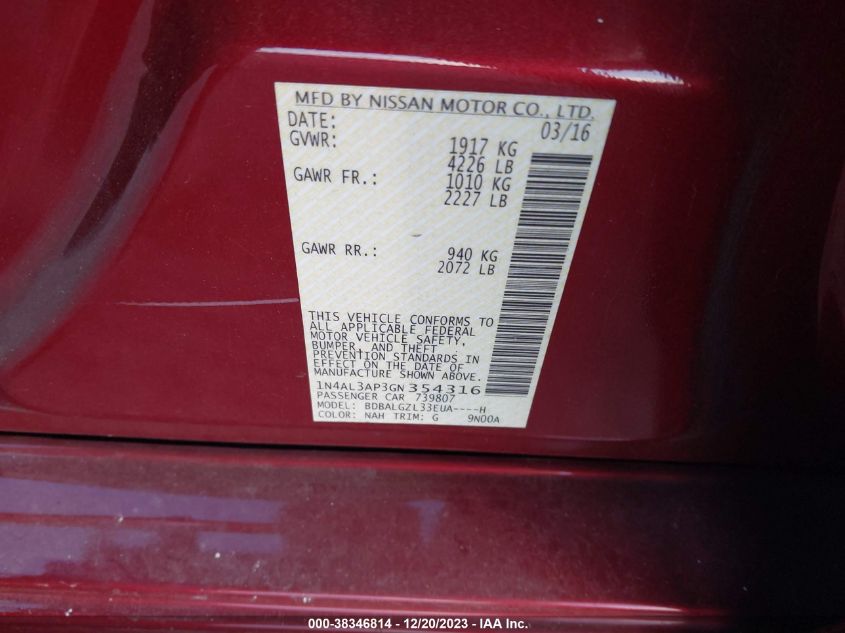 MFD BY NISSAN MOTOR CO., LTD.
DATE: 03/16
GVWR: 1917 KG
4226 LB
GAWR FR.: 1010 KG
2227 LB
GAWR RR.: 940 KG
2072 LB
THIS VEHICLE CONFORMS TO
ALL APPLICABLE FEDERAL
MOTOR VEHICLE SAFETY,
BUMPER, AND THEFT
PREVENTION STANDARDS IN
EFFECT ON THE DATE OF
MANUFACTURE SHOWN ABOVE.
1N4AL3AP3GN354316
PASSENGER CAR 739807
MODEL: BDBALGZL33EUA----H
COLOR: NAH TRIM: G 9N00A
000-38346814 - 12/20/2023 - IAA Inc.